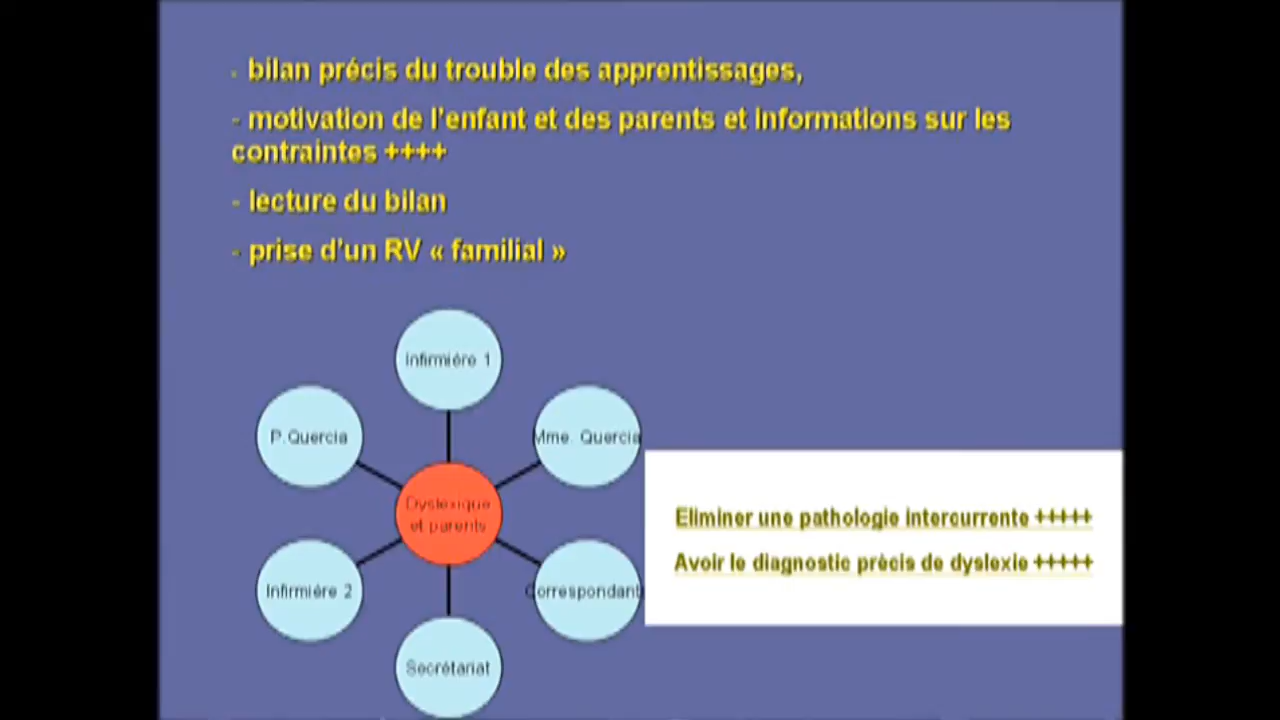 - bilan précis du trouble des apprentissages,
- motivation de l'enfant et des parents et informations sur les
contraintes ++++
- lecture du bilan
- prise d'un RV « familial »
Infirmière 1
P.Quercia
Mme. Quercia
Dyslexique
et parents
Infirmière 2
Correspondant
Secrétariat
Eliminer une pathologie intercurrente +++++
Avoir le diagnostic précis de dyslexie +++++